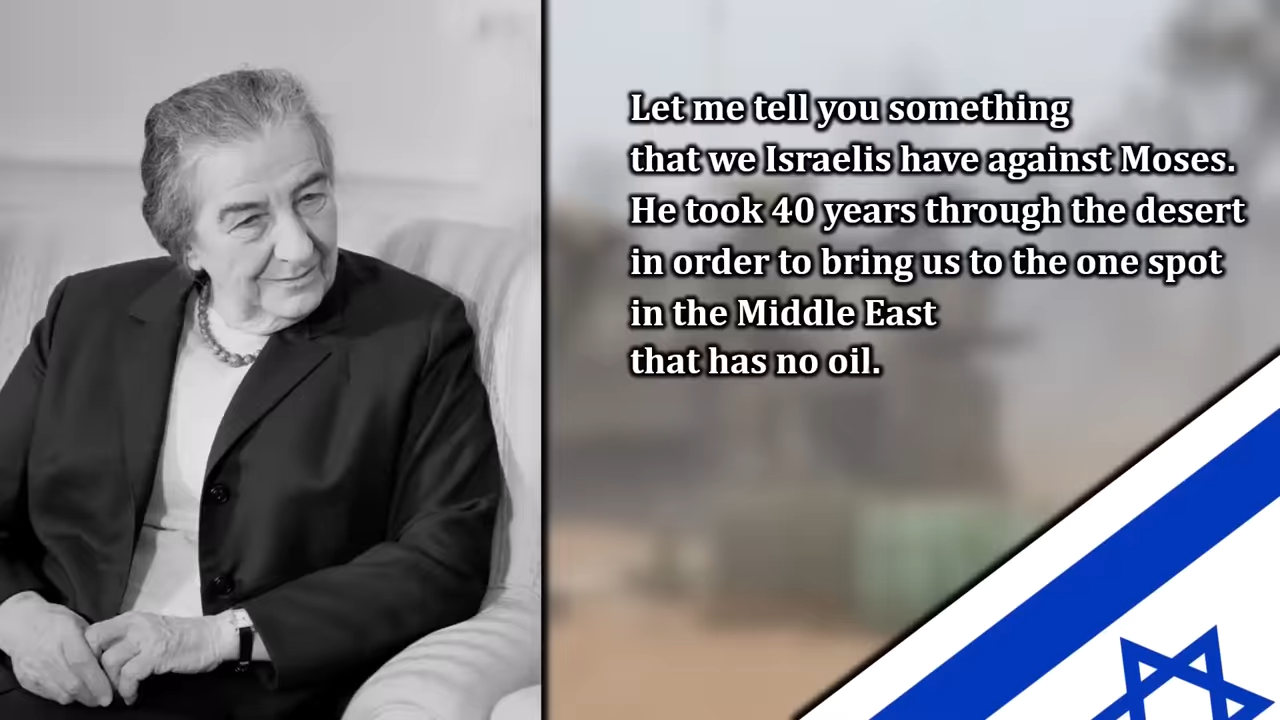 Let me tell you something
that we Israelis have against Moses.
He took 40 years through the desert
in order to bring us to the one spot
in the Middle East
that has no oil.